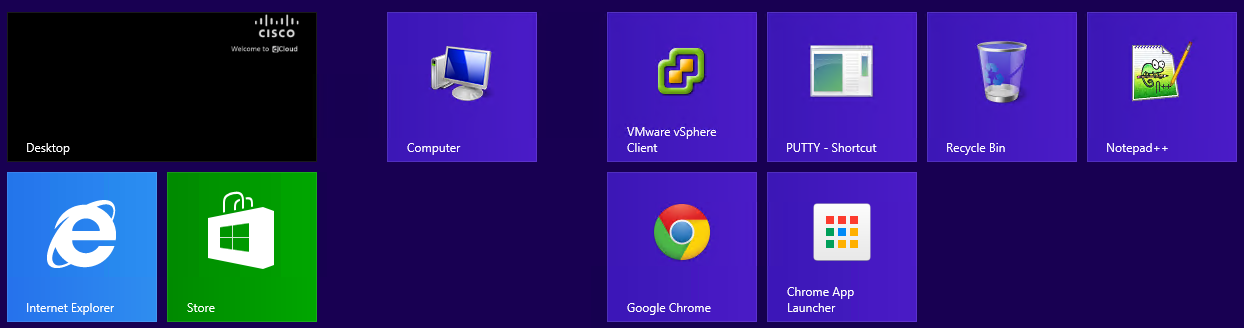 CISCO
Welcome to dCloud
Desktop
Computer
VMware vSphere
Client
PUTTY - Shortcut
Recycle Bin
Notepad++
Internet Explorer
Store
Google Chrome
Chrome App
Launcher